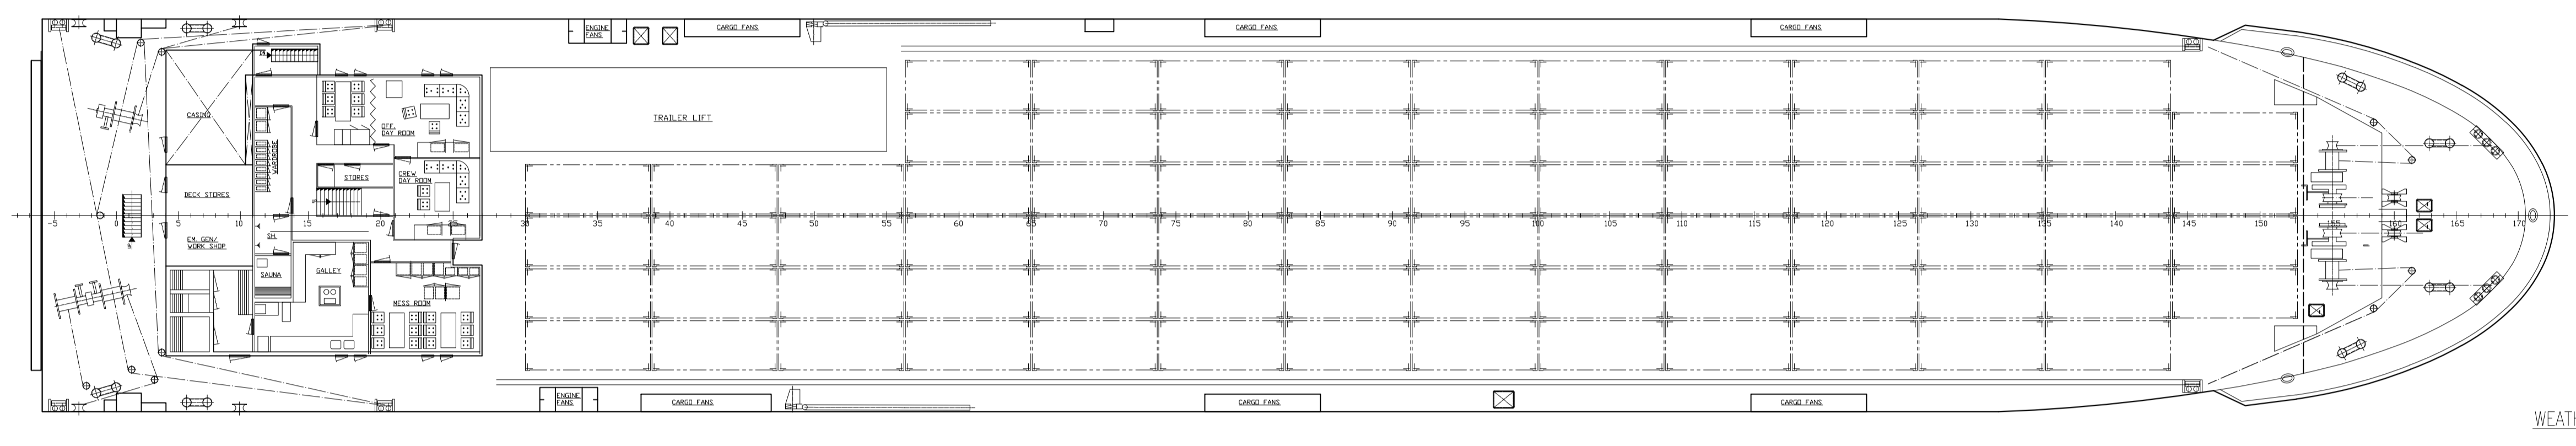 ENGINE
FANS
CARGO FANS
CARGO FANS
CARGO FANS
DN
CASING
TRAILER LIFT
OFF.
DAY ROOM
WARDROBE
STORES
CREW
DAY ROOM
DECK STORES
UP
-5 0 5 10 15 20 25 30 35 40 45 50 55 60 65 70 75 80 85 90 95 100 105 110 115 120 125 130 135 140 145 150 155 160 165 170
EM. GEN/
WORK SHOP
SH.
SAUNA
GALLEY
MESS ROOM
ENGINE
FANS
CARGO FANS
CARGO FANS
CARGO FANS
WEATH